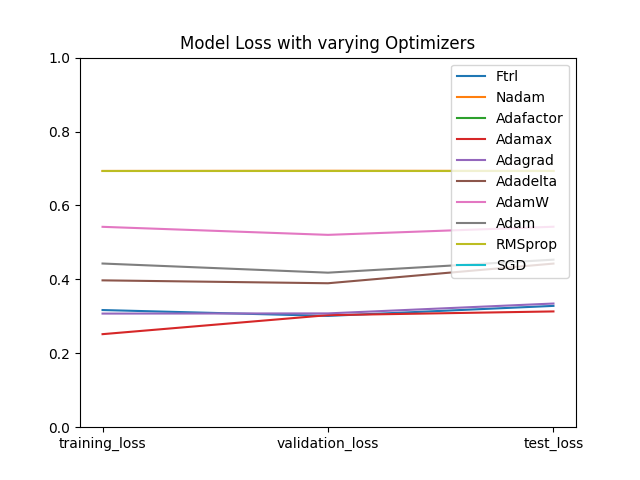 Model Loss with varying Optimizers
1.0
0.8
0.6
0.4
0.2
0.0
Ftrl
Nadam
Adafactor
Adamax
Adagrad
Adadelta
AdamW
Adam
RMSprop
SGD
training_loss validation_loss test_loss